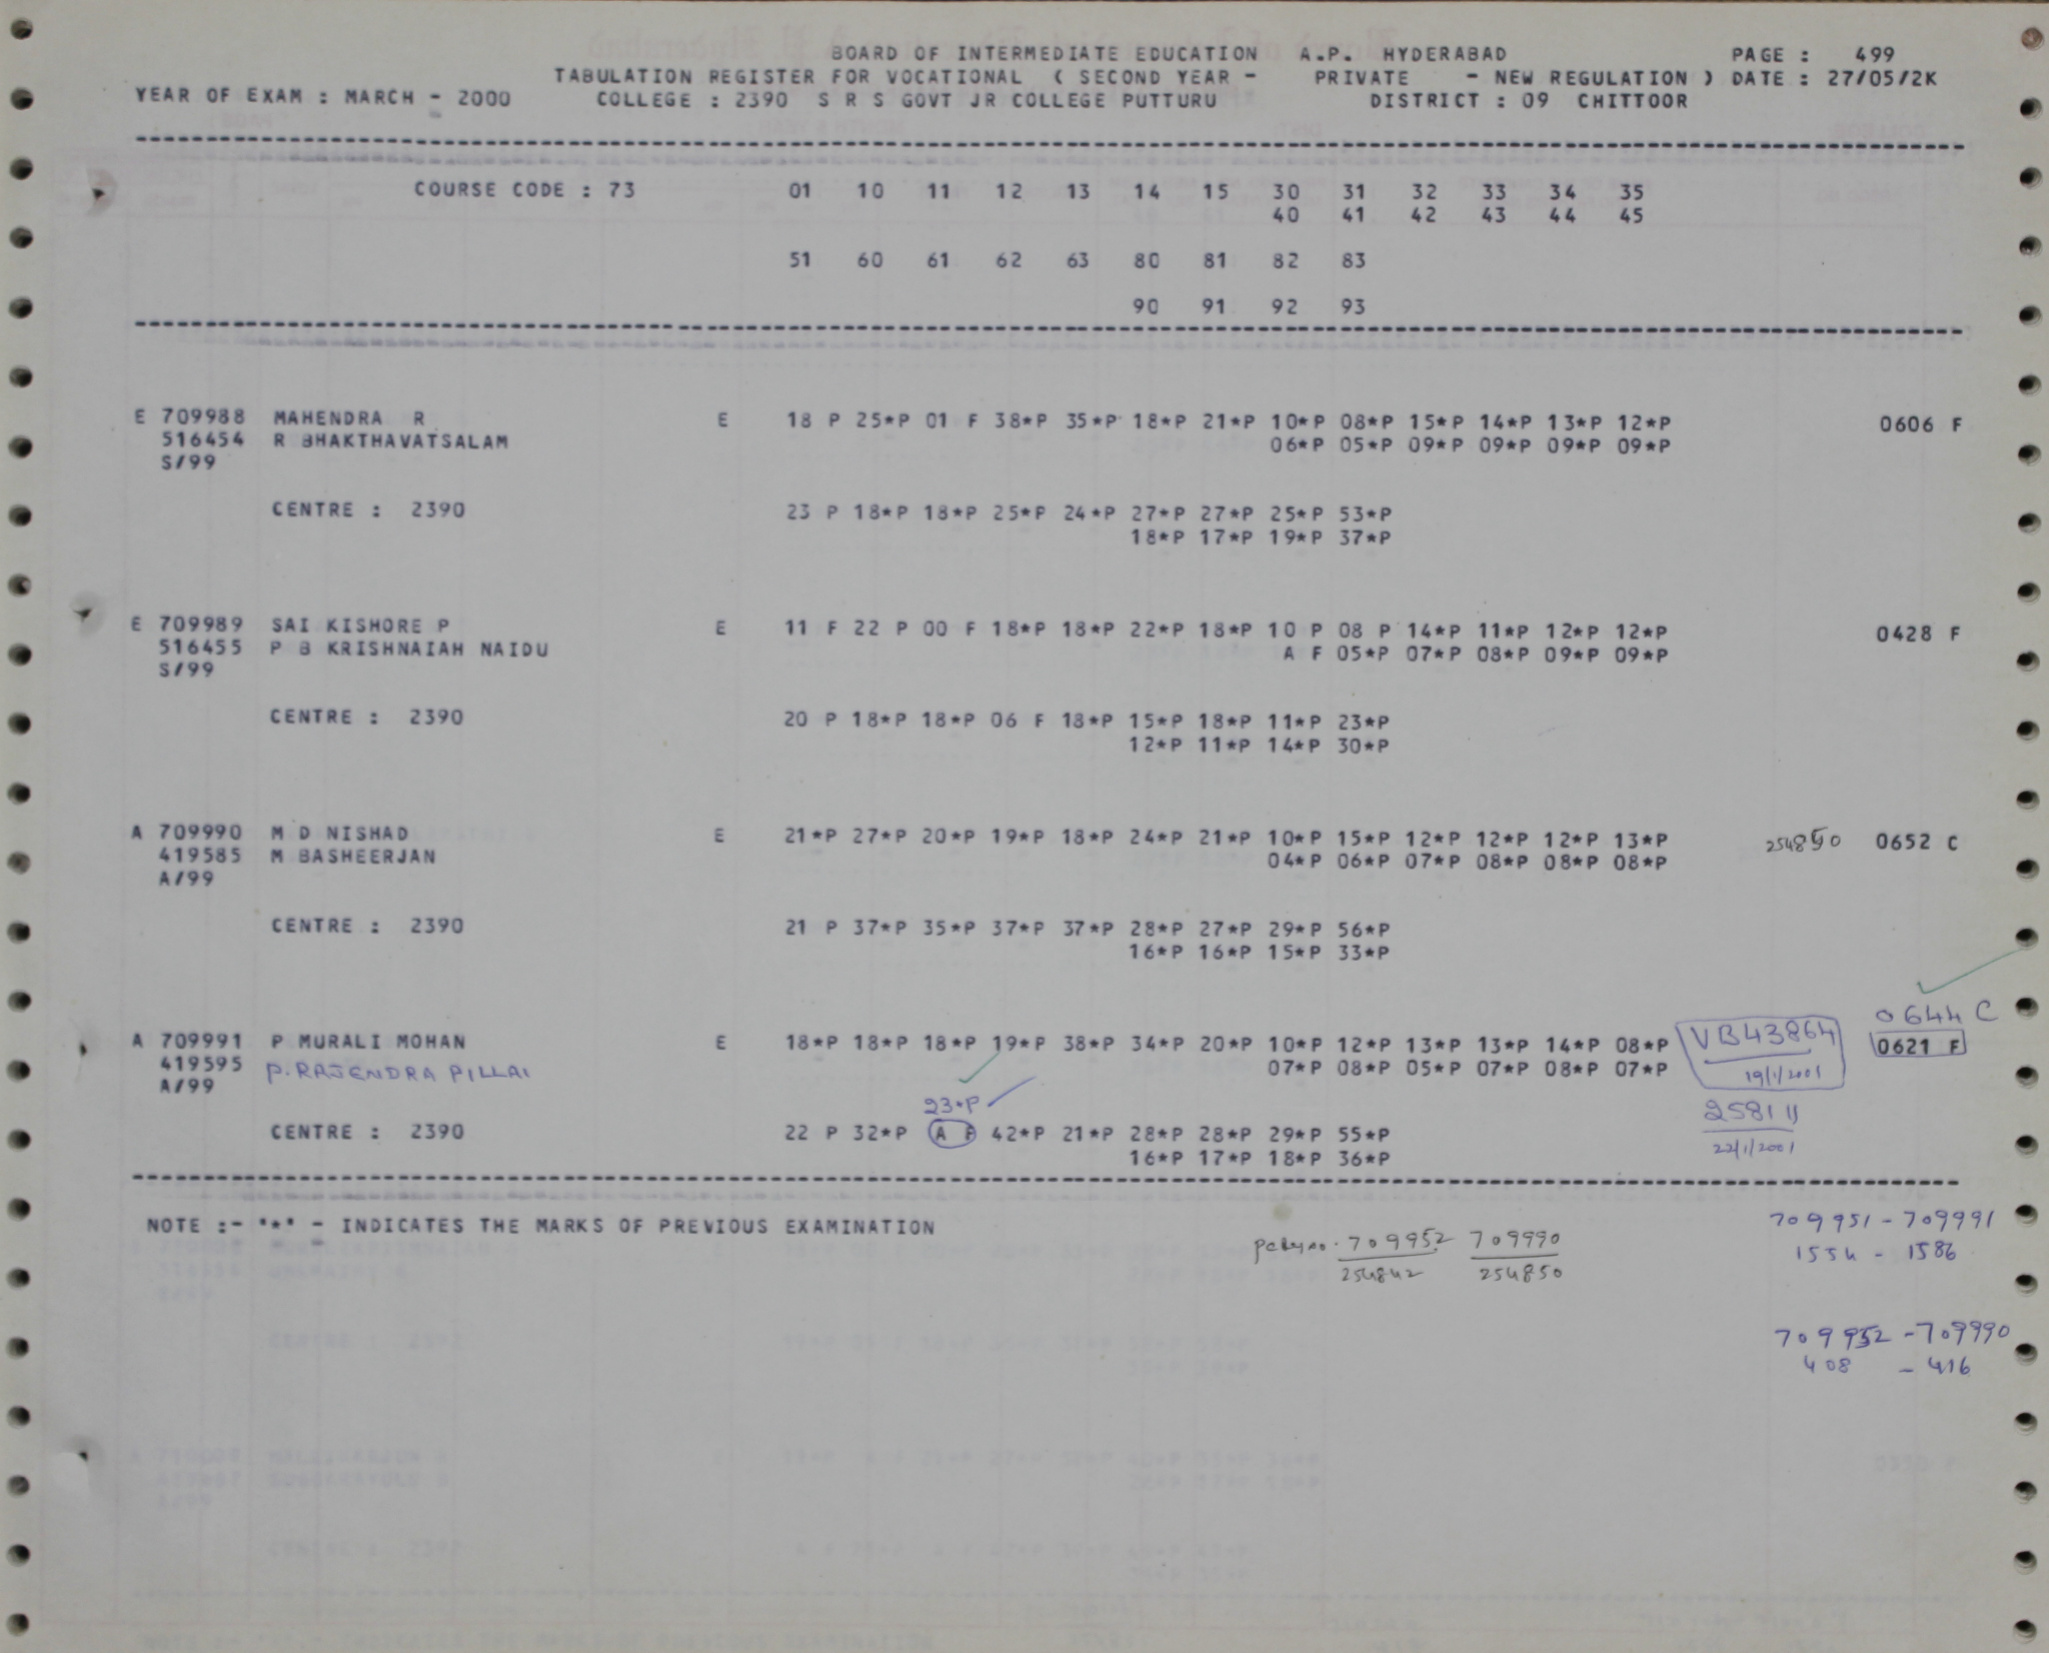 BOARD OF INTERMEDIATE EDUCATION A.P. HYDERABAD PAGE : 499
TABULATION REGISTER FOR VOCATIONAL ( SECOND YEAR - PRIVATE - NEW REGULATION ) DATE : 27/05/2K
YEAR OF EXAM : MARCH - 2000 COLLEGE : 2390 S R S GOVT JR COLLEGE PUTTURU DISTRICT : 09 CHITTOOR
COURSE CODE : 73 01 10 11 12 13 14 15 30 31 32 33 34 35
40 41 42 43 44 45
51 60 61 62 63 80 81 82 83
90 91 92 93
E 709988 MAHENDRA R E 18 P 25*P 01 F 38*P 35*P 18*P 21*P 10*P 08*P 15*P 14*P 13*P 12*P 0606 F
516454 R BHAKTHAVATSALAM 06*P 05*P 09*P 09*P 09*P 09*P
S/99
CENTRE : 2390 23 P 18*P 18*P 25*P 24*P 27*P 27*P 25*P 53*P
18*P 17*P 19*P 37*P
E 709989 SAI KISHORE P E 11 F 22 P 00 F 18*P 18*P 22*P 18*P 10 P 08 P 14*P 11*P 12*P 12*P 0428 F
516455 P B KRISHNAIAH NAIDU A F 05*P 07*P 08*P 09*P 09*P
S/99
CENTRE : 2390 20 P 18*P 18*P 06 F 18*P 15*P 18*P 11*P 23*P
12*P 11*P 14*P 30*P
A 709990 M D NISHAD E 21*P 27*P 20*P 19*P 18*P 24*P 21*P 10*P 15*P 12*P 12*P 12*P 13*P 254850 0652 C
419585 M BASHEERJAN 04*P 06*P 07*P 08*P 08*P 08*P
A/99
CENTRE : 2390 21 P 37*P 35*P 37*P 37*P 28*P 27*P 29*P 56*P
16*P 16*P 15*P 33*P
0644 C
A 709991 P MURALI MOHAN E 18*P 18*P 18*P 19*P 38*P 34*P 20*P 10*P 12*P 13*P 13*P 14*P 08*P VB43864 0621 F
419595 P.RAJENDRA PILLAI 07*P 08*P 05*P 07*P 08*P 07*P 19/1/2001
A/99
23*P 258111
CENTRE : 2390 22 P 32*P A F 42*P 21*P 28*P 28*P 29*P 55*P
16*P 17*P 18*P 36*P 22/1/2001
NOTE :- "*" - INDICATES THE MARKS OF PREVIOUS EXAMINATION
709952 709990
254842 254850
709951 - 709991
1554 - 1586
709952 - 709990
408 - 416